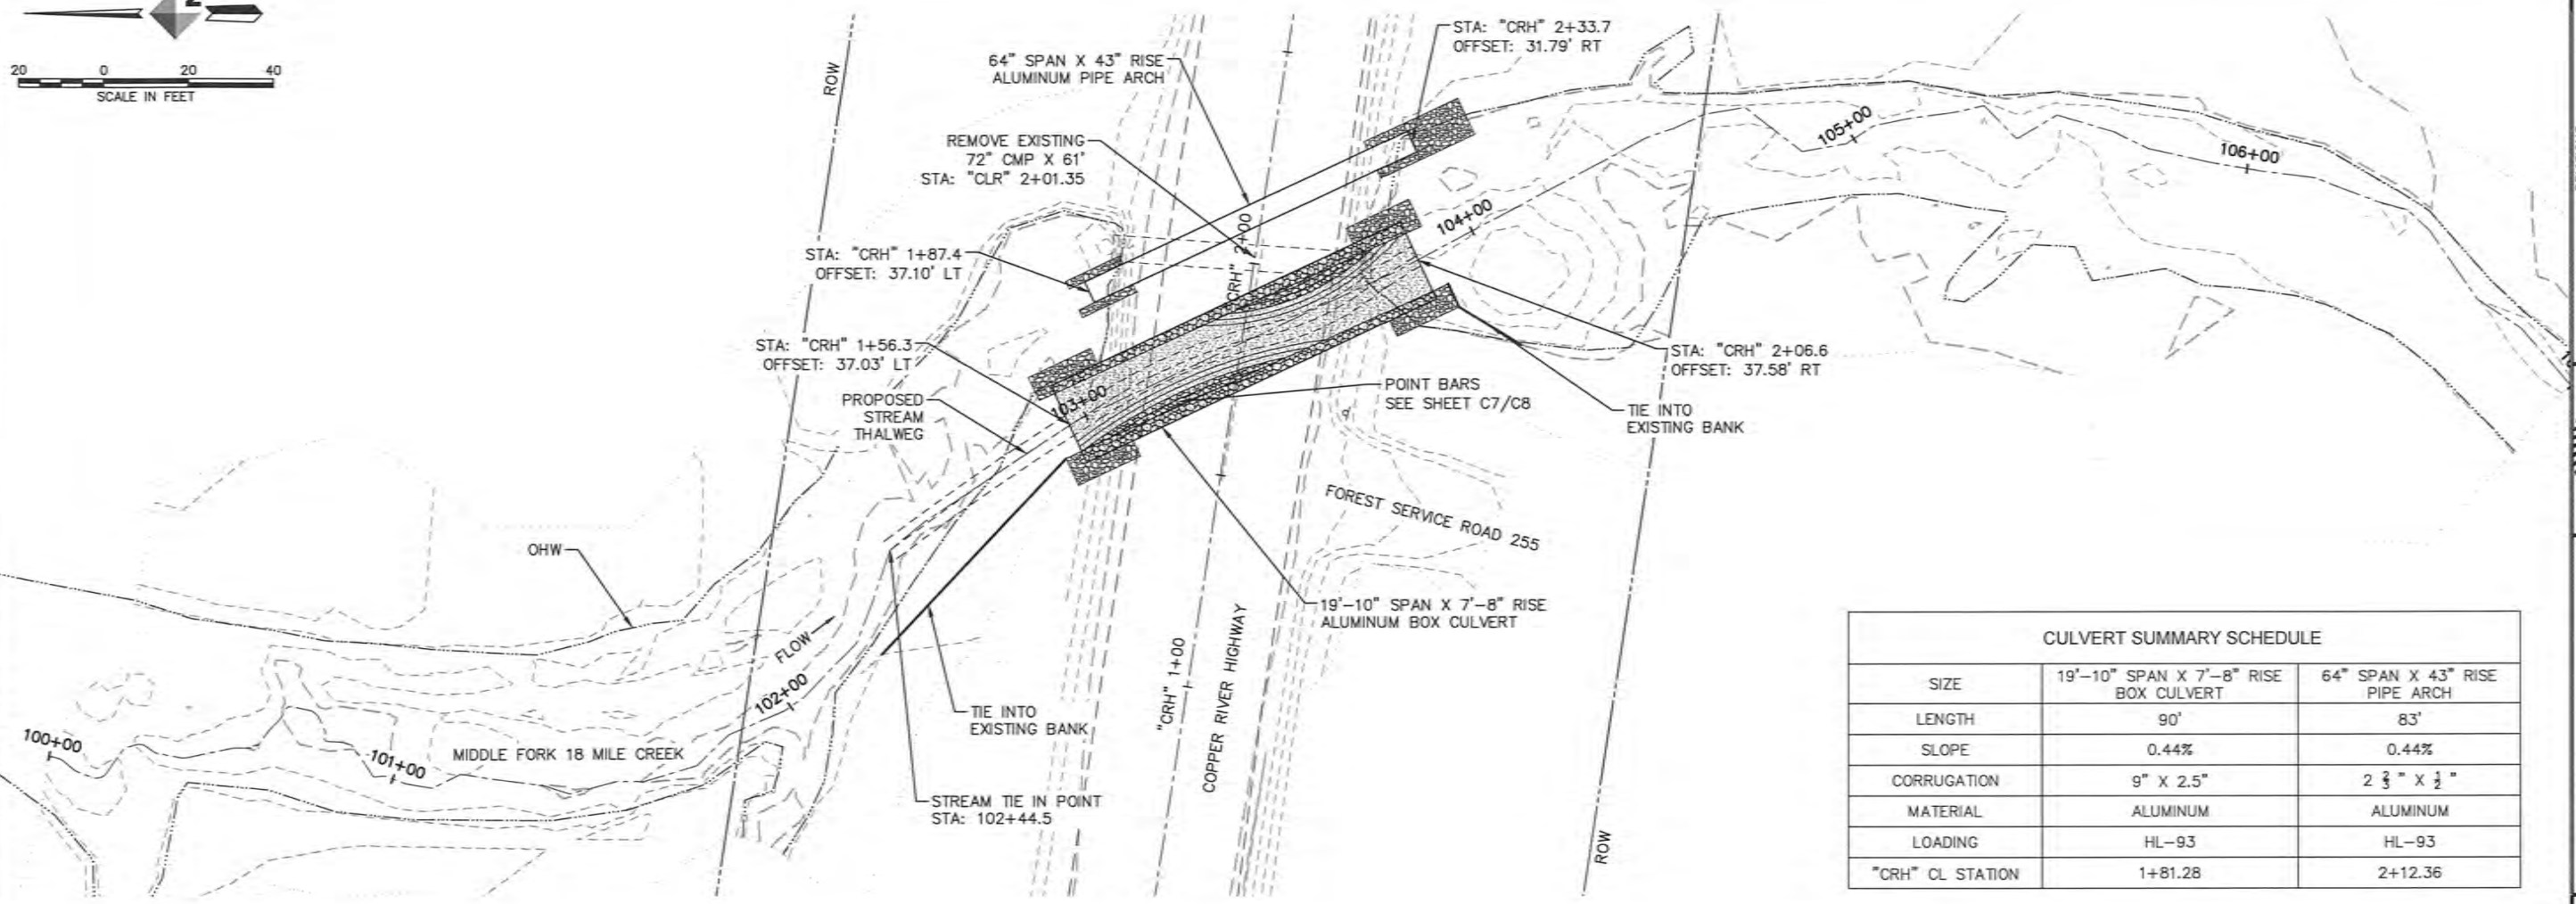 20 0 20 40
SCALE IN FEET
ROW
64" SPAN X 43" RISE
ALUMINUM PIPE ARCH
STA: "CRH" 2+33.7
OFFSET: 31.79' RT
REMOVE EXISTING
72" CMP X 61'
STA: "CLR" 2+01.35
105+00
106+00
104+00
"CRH" 2+00
STA: "CRH" 1+87.4
OFFSET: 37.10' LT
STA: "CRH" 1+56.3
OFFSET: 37.03' LT
PROPOSED
STREAM
THALWEG
103+00
STA: "CRH" 2+06.6
OFFSET: 37.58' RT
POINT BARS
SEE SHEET C7/C8
TIE INTO
EXISTING BANK
FOREST SERVICE ROAD 255
OHW
19'-10" SPAN X 7'-8" RISE
ALUMINUM BOX CULVERT
FLOW
102+00
"CRH" 1+00
COPPER RIVER HIGHWAY
TIE INTO
EXISTING BANK
100+00
101+00
MIDDLE FORK 18 MILE CREEK
STREAM TIE IN POINT
STA: 102+44.5
ROW
CULVERT SUMMARY SCHEDULE
SIZE 19'-10" SPAN X 7'-8" RISE BOX CULVERT 64" SPAN X 43" RISE PIPE ARCH
LENGTH 90' 83'
SLOPE 0.44% 0.44%
CORRUGATION 9" X 2.5" 2 2/3" X 1/2"
MATERIAL ALUMINUM ALUMINUM
LOADING HL-93 HL-93
"CRH" CL STATION 1+81.28 2+12.36